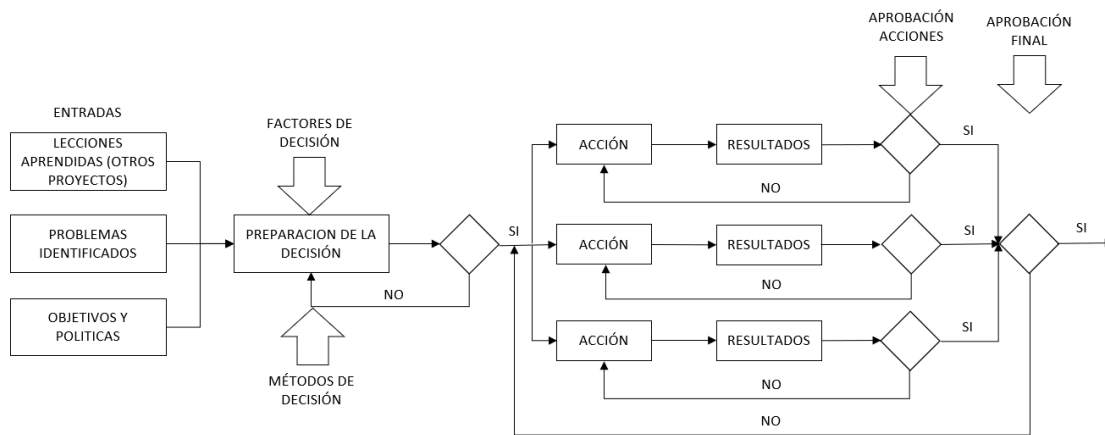 APROBACIÓN
ACCIONES
APROBACIÓN
FINAL
ENTRADAS
LECCIONES
APRENDIDAS (OTROS
PROYECTOS)
PROBLEMAS
IDENTIFICADOS
OBJETIVOS Y
POLITICAS
FACTORES DE
DECISIÓN
PREPARACION DE LA
DECISIÓN
MÉTODOS DE
DECISIÓN
SI
NO
ACCIÓN
RESULTADOS
SI
NO
ACCIÓN
RESULTADOS
SI
NO
ACCIÓN
RESULTADOS
SI
NO
SI
NO